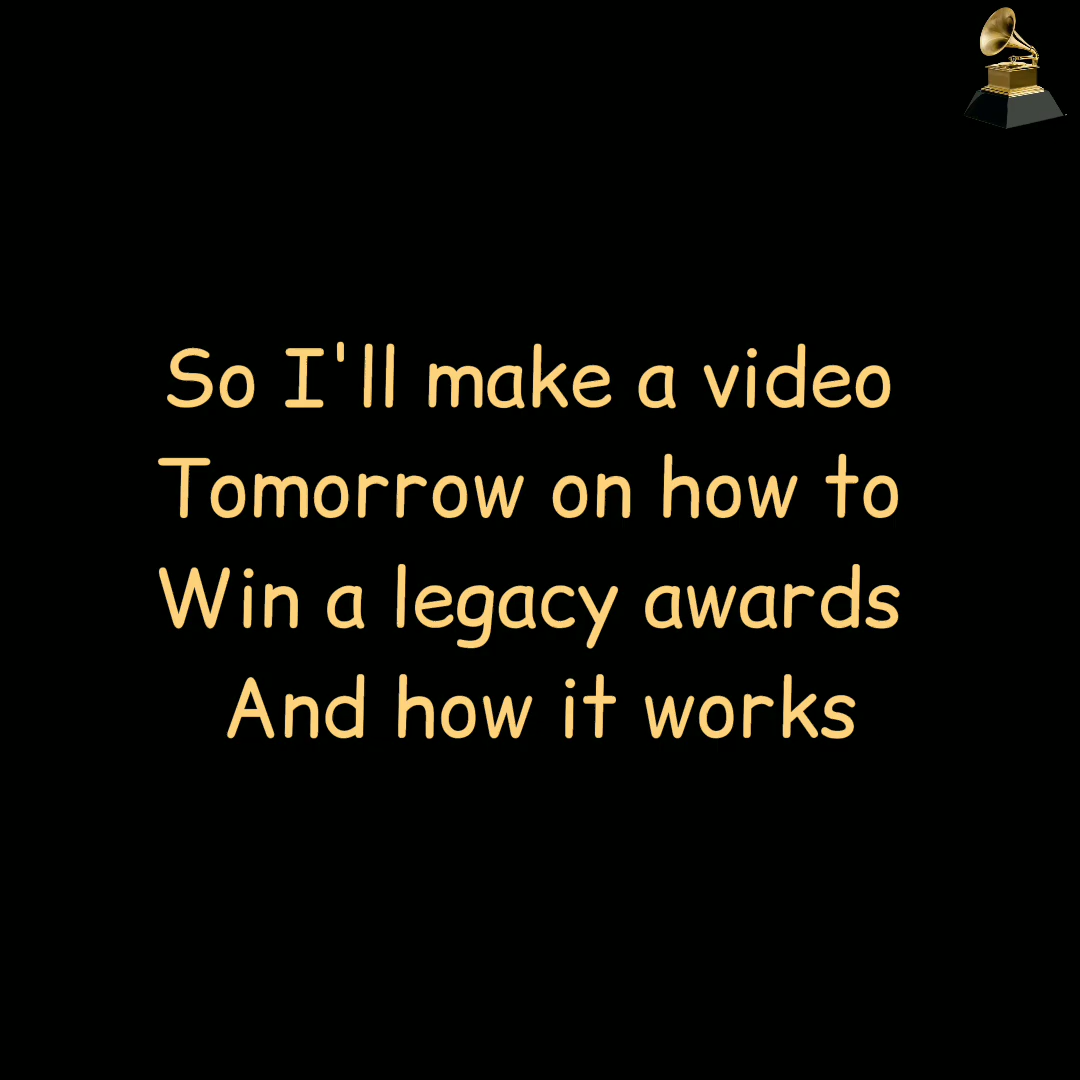 So I'll make a video
Tomorrow on how to
Win a legacy awards
And how it works